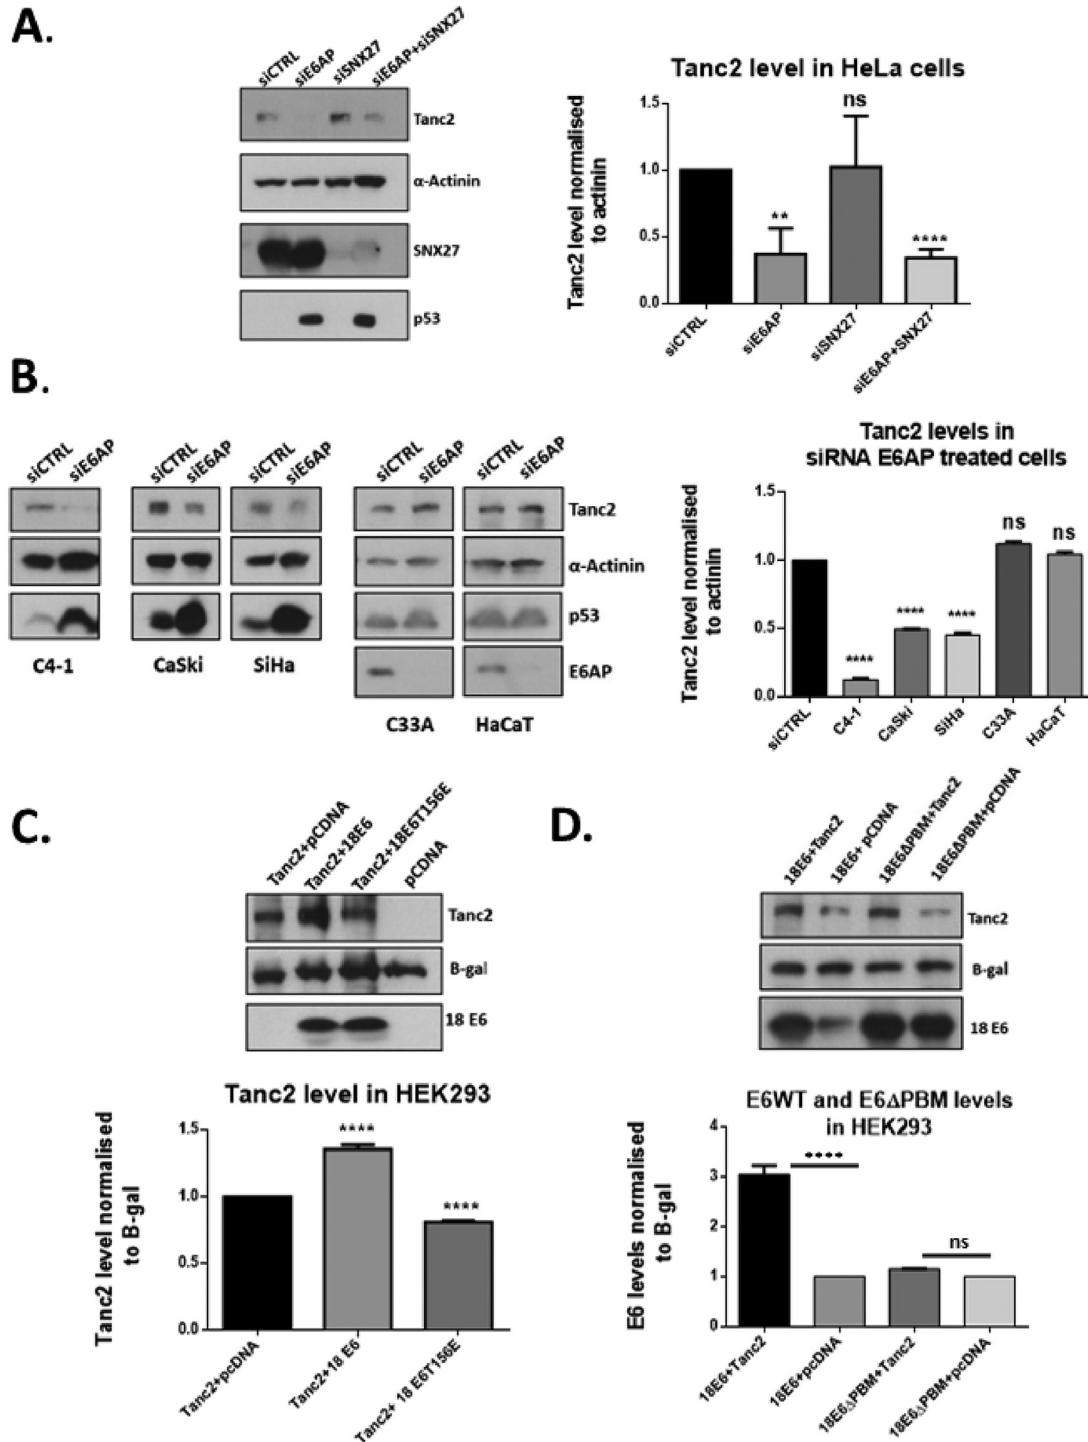 A.
siCTRL siE6AP siSNX27 siE6AP+siSNX27
Tanc2
α-Actinin
SNX27
p53
Tanc2 level in HeLa cells
Tanc2 level normalised
to actinin
1.5
1.0
0.5
0.0
**
ns
****
siCTRL siE6AP siSNX27 siE6AP+SNX27
B.
siCTRL siE6AP siCTRL siE6AP siCTRL siE6AP siCTRL siE6AP siCTRL siE6AP
Tanc2
α-Actinin
p53
E6AP
C4-1 CaSki SiHa
C33A HaCaT
Tanc2 levels in
siRNA E6AP treated cells
Tanc2 level normalised
to actinin
1.5
1.0
0.5
0.0
****
****
****
ns
ns
siCTRL C4-1 CaSki SiHa C33A HaCaT
C.
Tanc2+pCDNA Tanc2+18E6 Tanc2+18E6T156E pCDNA
Tanc2
B-gal
18 E6
Tanc2 level in HEK293
Tanc2 level normalised
to B-gal
1.5
1.0
0.5
0.0
****
****
Tanc2+pcDNA Tanc2+18 E6 Tanc2+ 18 E6T156E
D.
18E6+Tanc2 18E6+ pCDNA 18E6ΔPBM+Tanc2 18E6ΔPBM+pCDNA
Tanc2
B-gal
18 E6
E6WT and E6ΔPBM levels
in HEK293
E6 levels normalised
to B-gal
4
3
2
1
0
****
ns
18E6+Tanc2 18E6+pcDNA 18E6ΔPBM+Tanc2 18E6ΔPBM+pcDNA